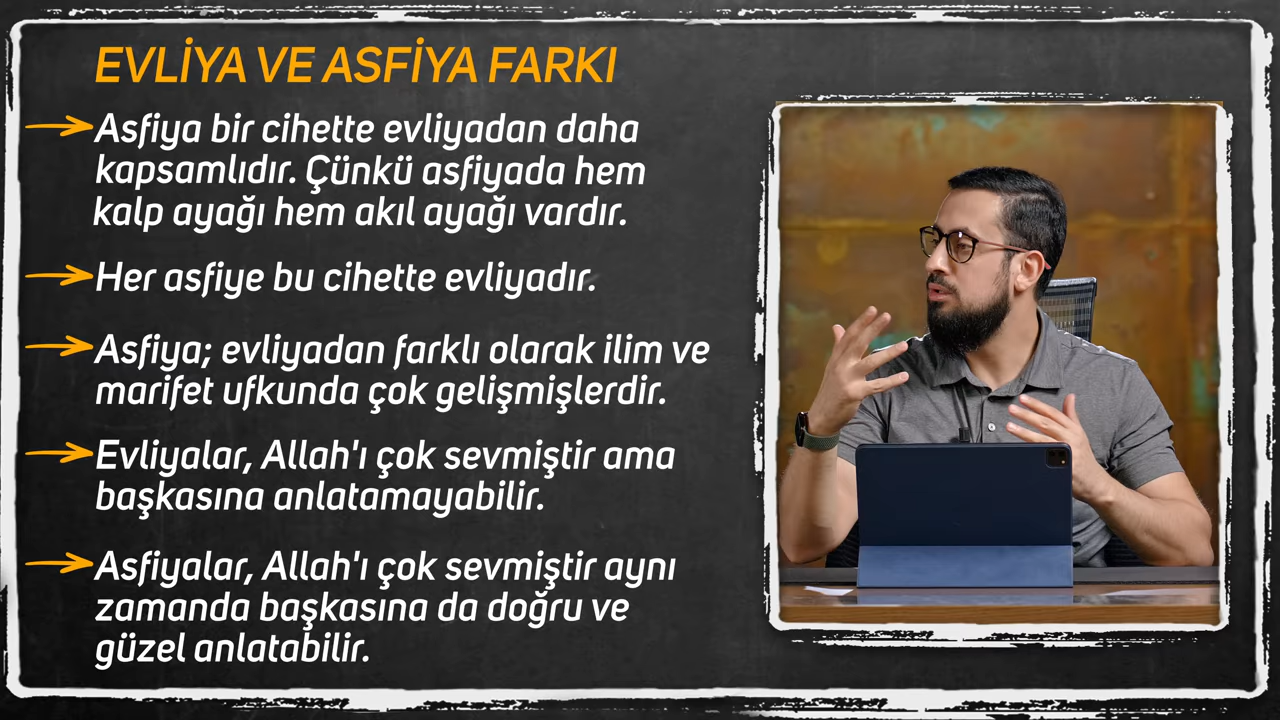 EVLİYA VE ASFİYA FARKI
Asfiya bir cihette evliyadan daha
kapsamlıdır. Çünkü asfiyada hem
kalp ayağı hem akıl ayağı vardır.
Her asfiye bu cihette evliyadır.
Asfiya; evliyadan farklı olarak ilim ve
marifet ufkunda çok gelişmişlerdir.
Evliyalar, Allah'ı çok sevmiştir ama
başkasına anlatamayabilir.
Asfiyalar, Allah'ı çok sevmiştir aynı
zamanda başkasına da doğru ve
güzel anlatabilir.